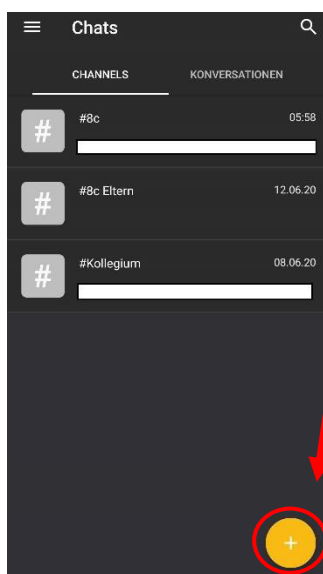 Chats
CHANNELS KONVERSATIONEN
# #8c 05:58
# #8c Eltern 12.06.20
# #Kollegium 08.06.20
+